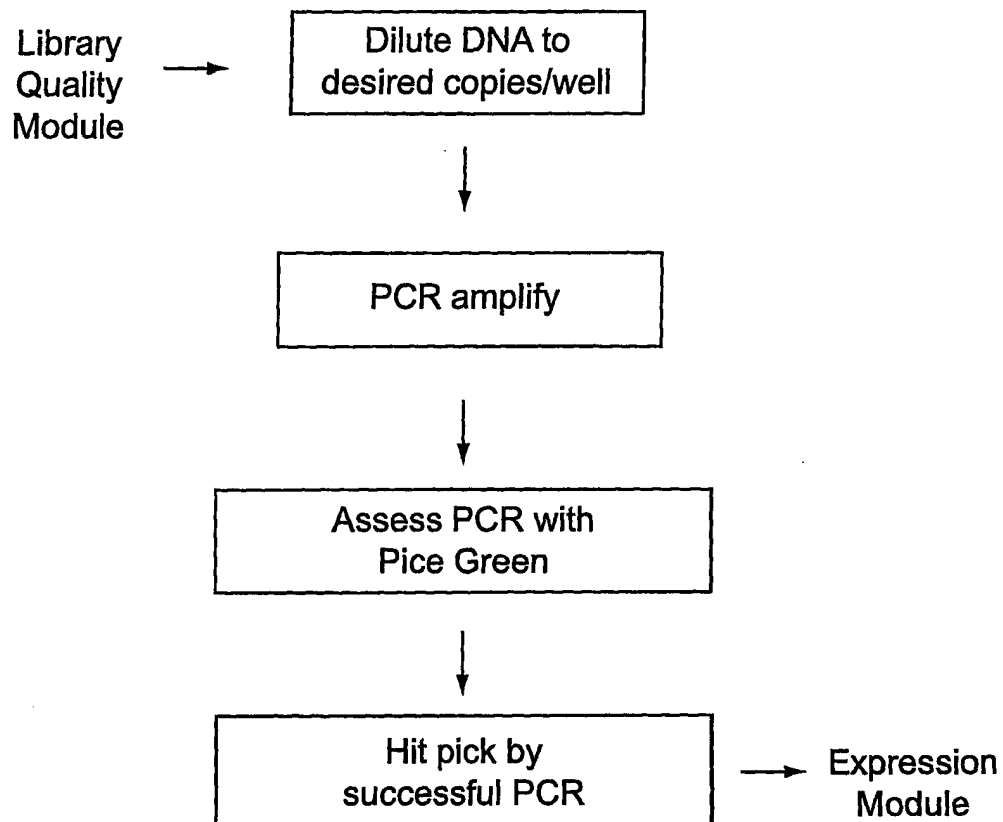 Library
Quality
Module
Dilute DNA to
desired copies/well
PCR amplify
Assess PCR with
Pice Green
Hit pick by
successful PCR
Expression
Module